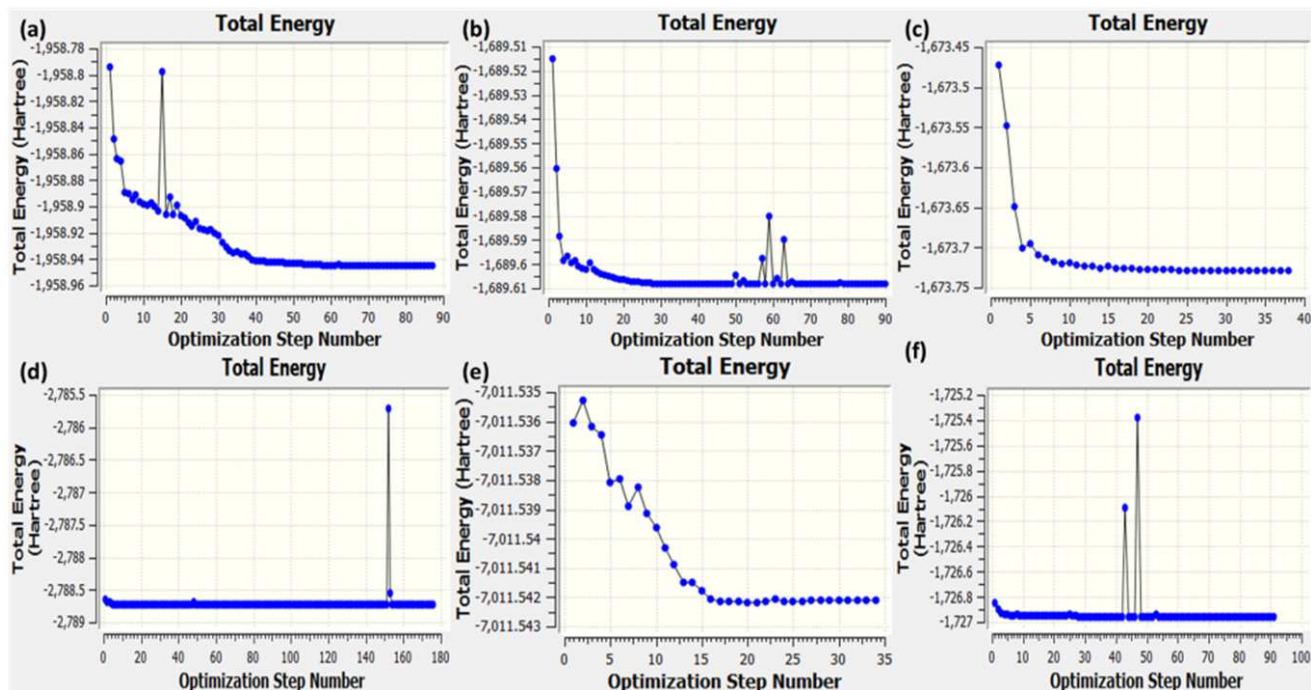 (a)
Total Energy
Total Energy (Hartree)
-1,958.78
-1,958.8
-1,958.82
-1,958.84
-1,958.86
-1,958.88
-1,958.9
-1,958.92
-1,958.94
-1,958.96
0 10 20 30 40 50 60 70 80 90
Optimization Step Number
(b)
Total Energy
Total Energy (Hartree)
-1,689.51
-1,689.52
-1,689.53
-1,689.54
-1,689.55
-1,689.56
-1,689.57
-1,689.58
-1,689.59
-1,689.6
-1,689.61
0 10 20 30 40 50 60 70 80 90
Optimization Step Number
(c)
Total Energy
Total Energy (Hartree)
-1,673.45
-1,673.5
-1,673.55
-1,673.6
-1,673.65
-1,673.7
-1,673.75
0 5 10 15 20 25 30 35 40
Optimization Step Number
(d)
Total Energy
Total Energy
(Hartree)
-2,785.5
-2,786
-2,786.5
-2,787
-2,787.5
-2,788
-2,788.5
-2,789
0 20 40 60 80 100 120 140 160 180
Optimization Step Number
(e)
Total Energy
Total Energy (Hartree)
-7,011.535
-7,011.536
-7,011.537
-7,011.538
-7,011.539
-7,011.54
-7,011.541
-7,011.542
-7,011.543
0 5 10 15 20 25 30 35
Optimization Step Number
(f)
Total Energy
Total Energy
(Hartree)
-1,725.2
-1,725.4
-1,725.6
-1,725.8
-1,726
-1,726.2
-1,726.4
-1,726.6
-1,726.8
-1,727
0 10 20 30 40 50 60 70 80 90 100
Optimization Step Number